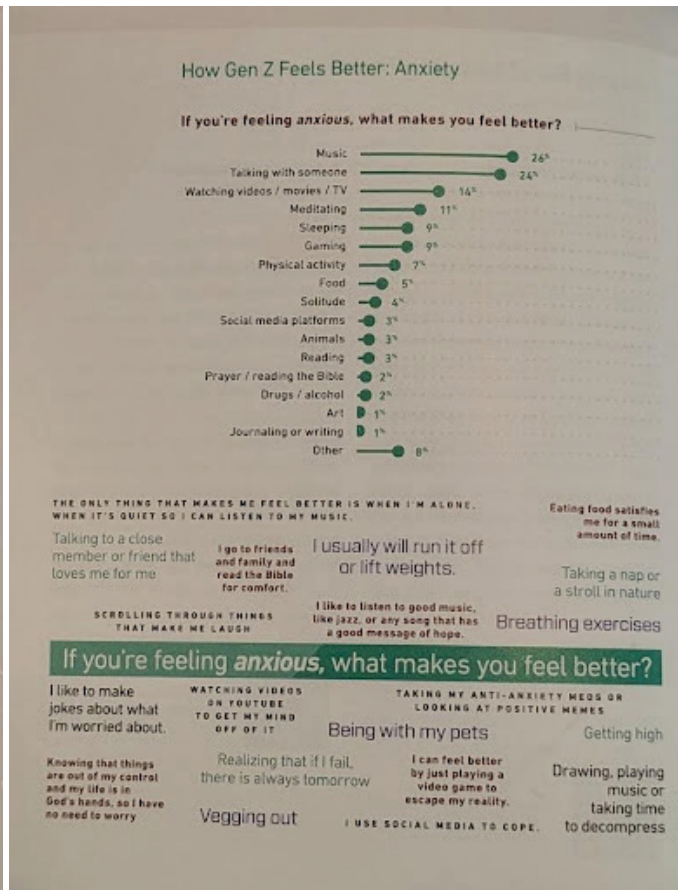 How Gen Z Feels Better: Anxiety
If you're feeling anxious, what makes you feel better?
Music 26%
Talking with someone 24%
Watching videos / movies / TV 14%
Meditating 11%
Sleeping 9%
Gaming 9%
Physical activity 7%
Food 5%
Solitude 4%
Social media platforms 3%
Animals 3%
Reading 3%
Prayer / reading the Bible 2%
Drugs / alcohol 2%
Art 1%
Journaling or writing 1%
Other 8%
THE ONLY THING THAT MAKES ME FEEL BETTER IS WHEN I'M ALONE,
WHEN IT'S QUIET SO I CAN LISTEN TO MY MUSIC.
Eating food satisfies
me for a small
amount of time.
Talking to a close
member or friend that
loves me for me
I go to friends
and family and
read the Bible
for comfort.
I usually will run it off
or lift weights.
Taking a nap or
a stroll in nature
SCROLLING THROUGH THINGS
THAT MAKE ME LAUGH
I like to listen to good music,
like jazz, or any song that has
a good message of hope.
Breathing exercises
If you're feeling anxious, what makes you feel better?
I like to make
jokes about what
I'm worried about.
WATCHING VIDEOS
ON YOUTUBE
TO GET MY MIND
OFF OF IT
TAKING MY ANTI-ANXIETY MEDS OR
LOOKING AT POSITIVE MEMES
Being with my pets
Getting high
Knowing that things
are out of my control
and my life is in
God's hands, so I have
no need to worry
Realizing that if I fail,
there is always tomorrow
I can feel better
by just playing a
video game to
escape my reality.
Drawing, playing
music or
taking time
to decompress
Vegging out
I USE SOCIAL MEDIA TO COPE.